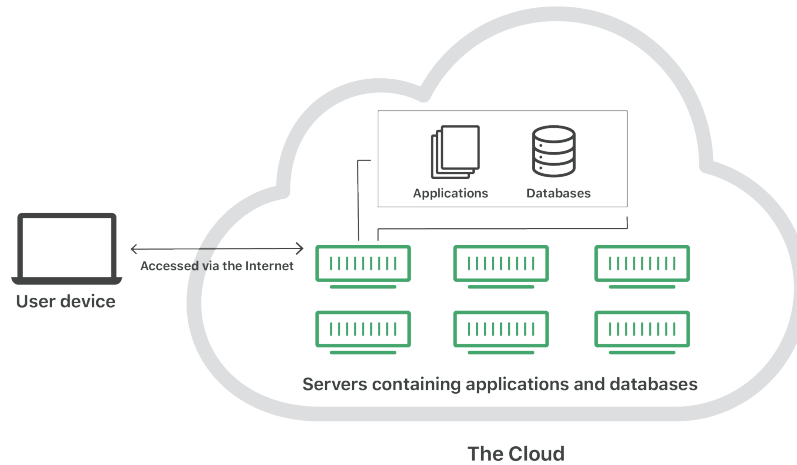 Applications
Databases
Accessed via the Internet
User device
Servers containing applications and databases
The Cloud